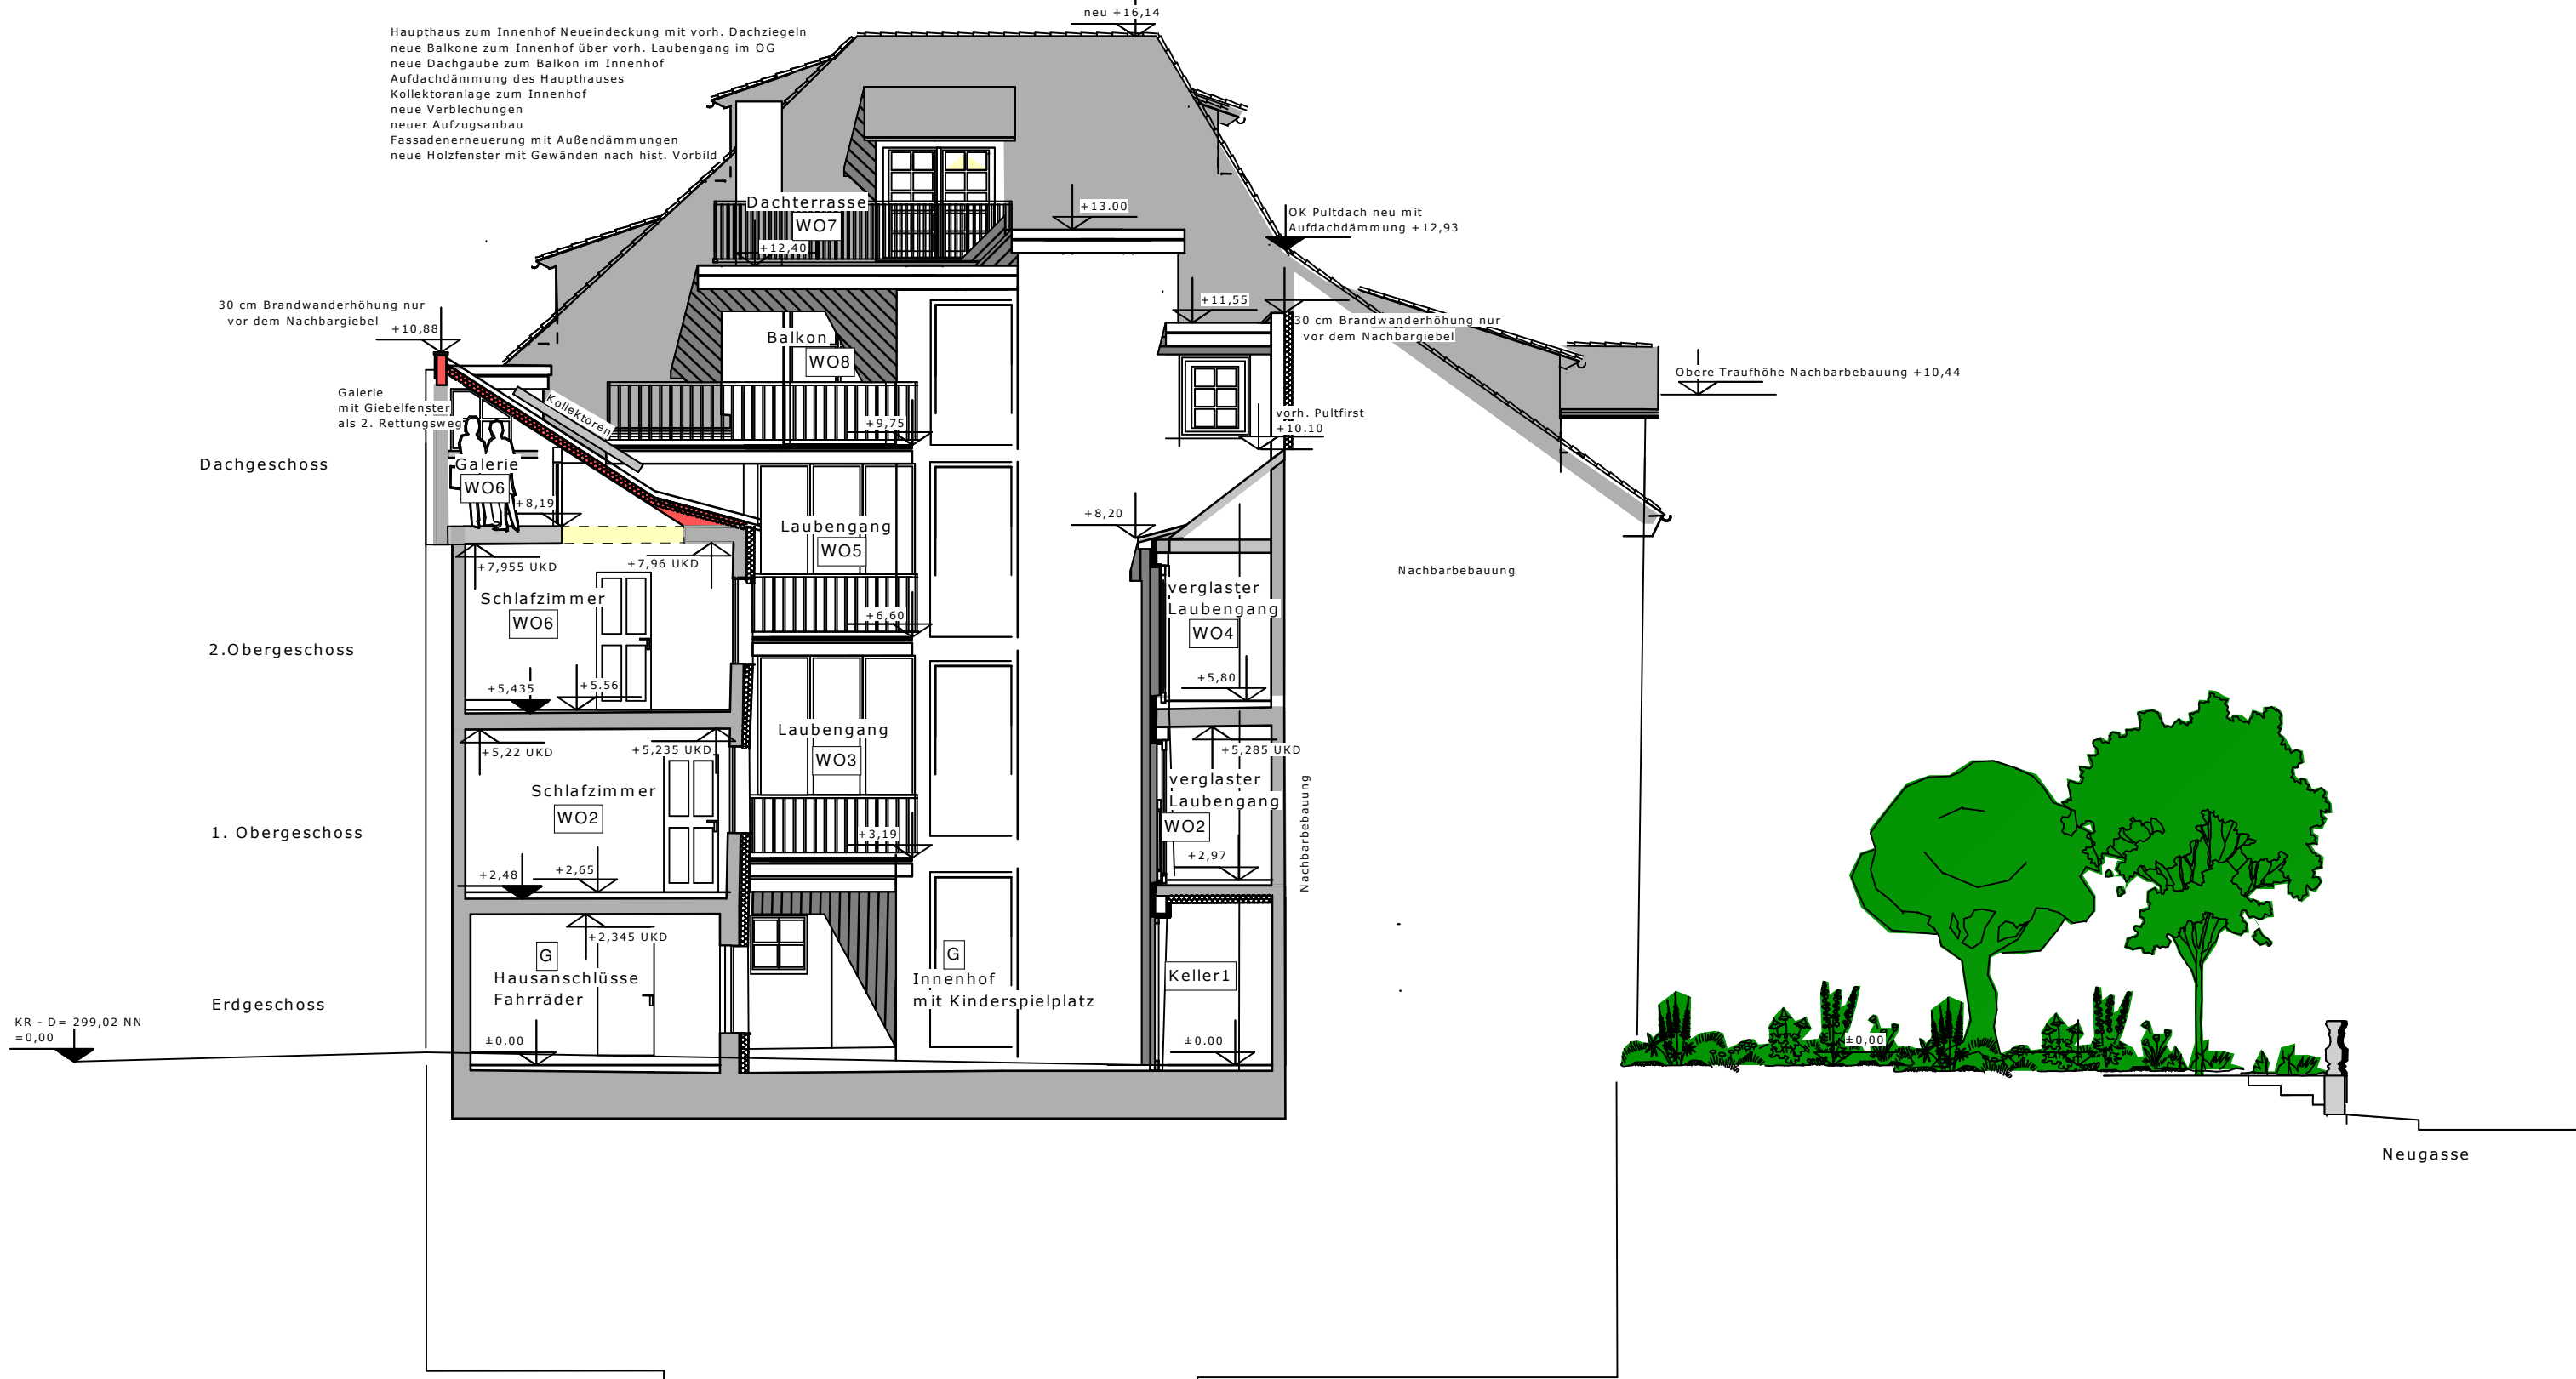 neu +16,14
Haupthaus zum Innenhof Neueindeckung mit vorh. Dachziegeln
neue Balkone zum Innenhof über vorh. Laubengang im OG
neue Dachgaube zum Balkon im Innenhof
Aufdachdämmung des Haupthauses
Kollektoranlage zum Innenhof
neue Verblechungen
neuer Aufzugsanbau
Fassadenerneuerung mit Außendämmungen
neue Holzfenster mit Gewänden nach hist. Vorbild
Dachterrasse
WO7
+12,40
+13.00
OK Pultdach neu mit
Aufdachdämmung +12,93
30 cm Brandwanderhöhung nur
vor dem Nachbargiebel
+10,88
+11,55
30 cm Brandwanderhöhung nur
vor dem Nachbargiebel
Balkon
WO8
Obere Traufhöhe Nachbarbebauung +10,44
Galerie
mit Giebelfenster
als 2. Rettungsweg
Kollektoren
+9,75
vorh. Pultfirst
+10.10
Dachgeschoss
Galerie
WO6
+8,19
Laubengang
WO5
+8,20
+7,955 UKD
+7,96 UKD
Nachbarbebauung
Schlafzimmer
WO6
+6,60
verglaster
Laubengang
WO4
2.Obergeschoss
+5,435
+5.56
+5,80
+5,22 UKD
+5,235 UKD
Laubengang
WO3
+5,285 UKD
Schlafzimmer
WO2
verglaster
Laubengang
WO2
Nachbarbebauung
1. Obergeschoss
+3,19
+2,48
+2,65
+2,97
+2,345 UKD
G
Hausanschlüsse
Fahrräder
G
Innenhof
mit Kinderspielplatz
Keller1
Erdgeschoss
KR - D= 299,02 NN
=0,00
±0.00
±0.00
±0,00
Neugasse